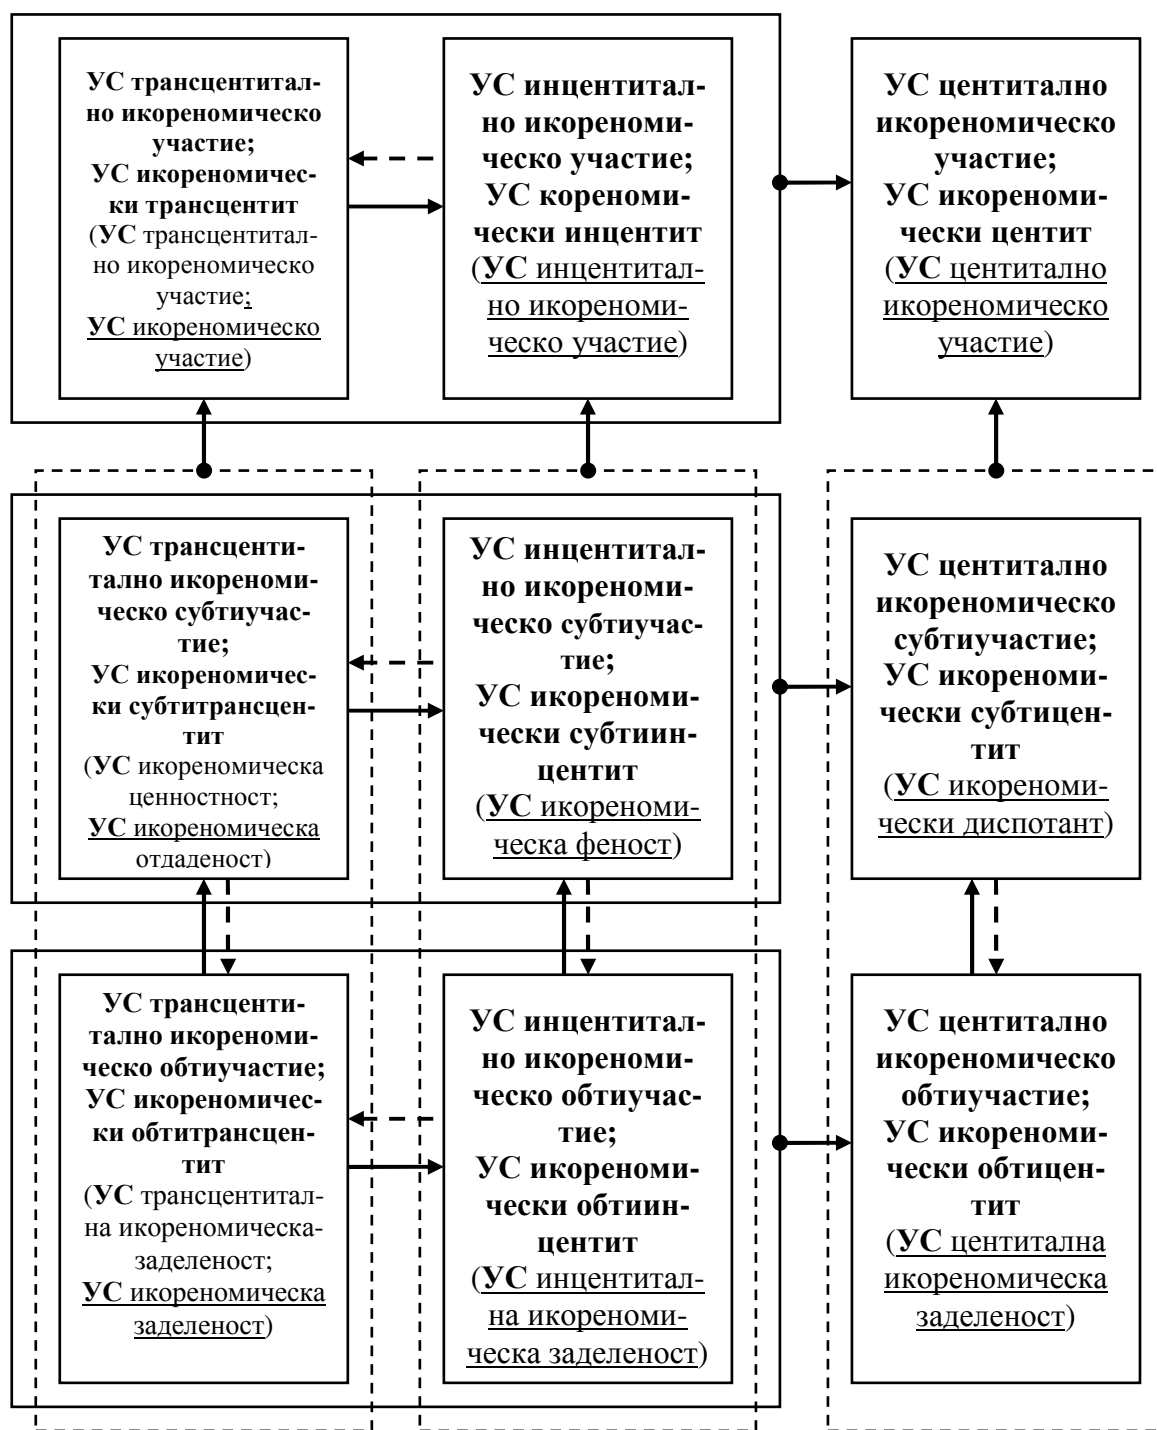 УС трансцентитал-
но икореномическо
участие;
УС икореномичес-
ки трансцентит
(УС трансцентитал-
но икореномическо
участие;
УС икореномическо
участие)
УС инцентитал-
но икореноми-
ческо участие;
УС кореноми-
чески инцентит
(УС инцентитал-
но икореноми-
ческо участие)
УС центитално
икореномическо
участие;
УС икореноми-
чески центит
(УС центитално
икореномическо
участие)
УС трансценти-
тално икореноми-
ческо субтиучас-
тие;
УС икореномичес-
ки субтитрансцен-
тит
(УС икореномическа
ценностност;
УС икореномическа
отдаденост)
УС инцентитал-
но икореноми-
ческо субтиучас-
тие;
УС икореноми-
чески субтиин-
центит
(УС икореноми-
ческа феност)
УС центитално
икореномическо
субтиучастие;
УС икореноми-
чески субтицен-
тит
(УС икореноми-
чески диспотант)
УС трансценти-
тално икореноми-
ческо обтиучастие;
УС икореномичес-
ки обтитрансцен-
тит
(УС трансцентитал-
на икореномическа-
заделеност;
УС икореномическа
заделеност)
УС инцентитал-
но икореноми-
ческо обтиучас-
тие;
УС икореноми-
чески обтиин-
центит
(УС инцентитал-
на икореноми-
ческа заделеност)
УС центитално
икореномическо
обтиучастие;
УС икореноми-
чески обтицен-
тит
(УС центитална
икореномическа
заделеност)